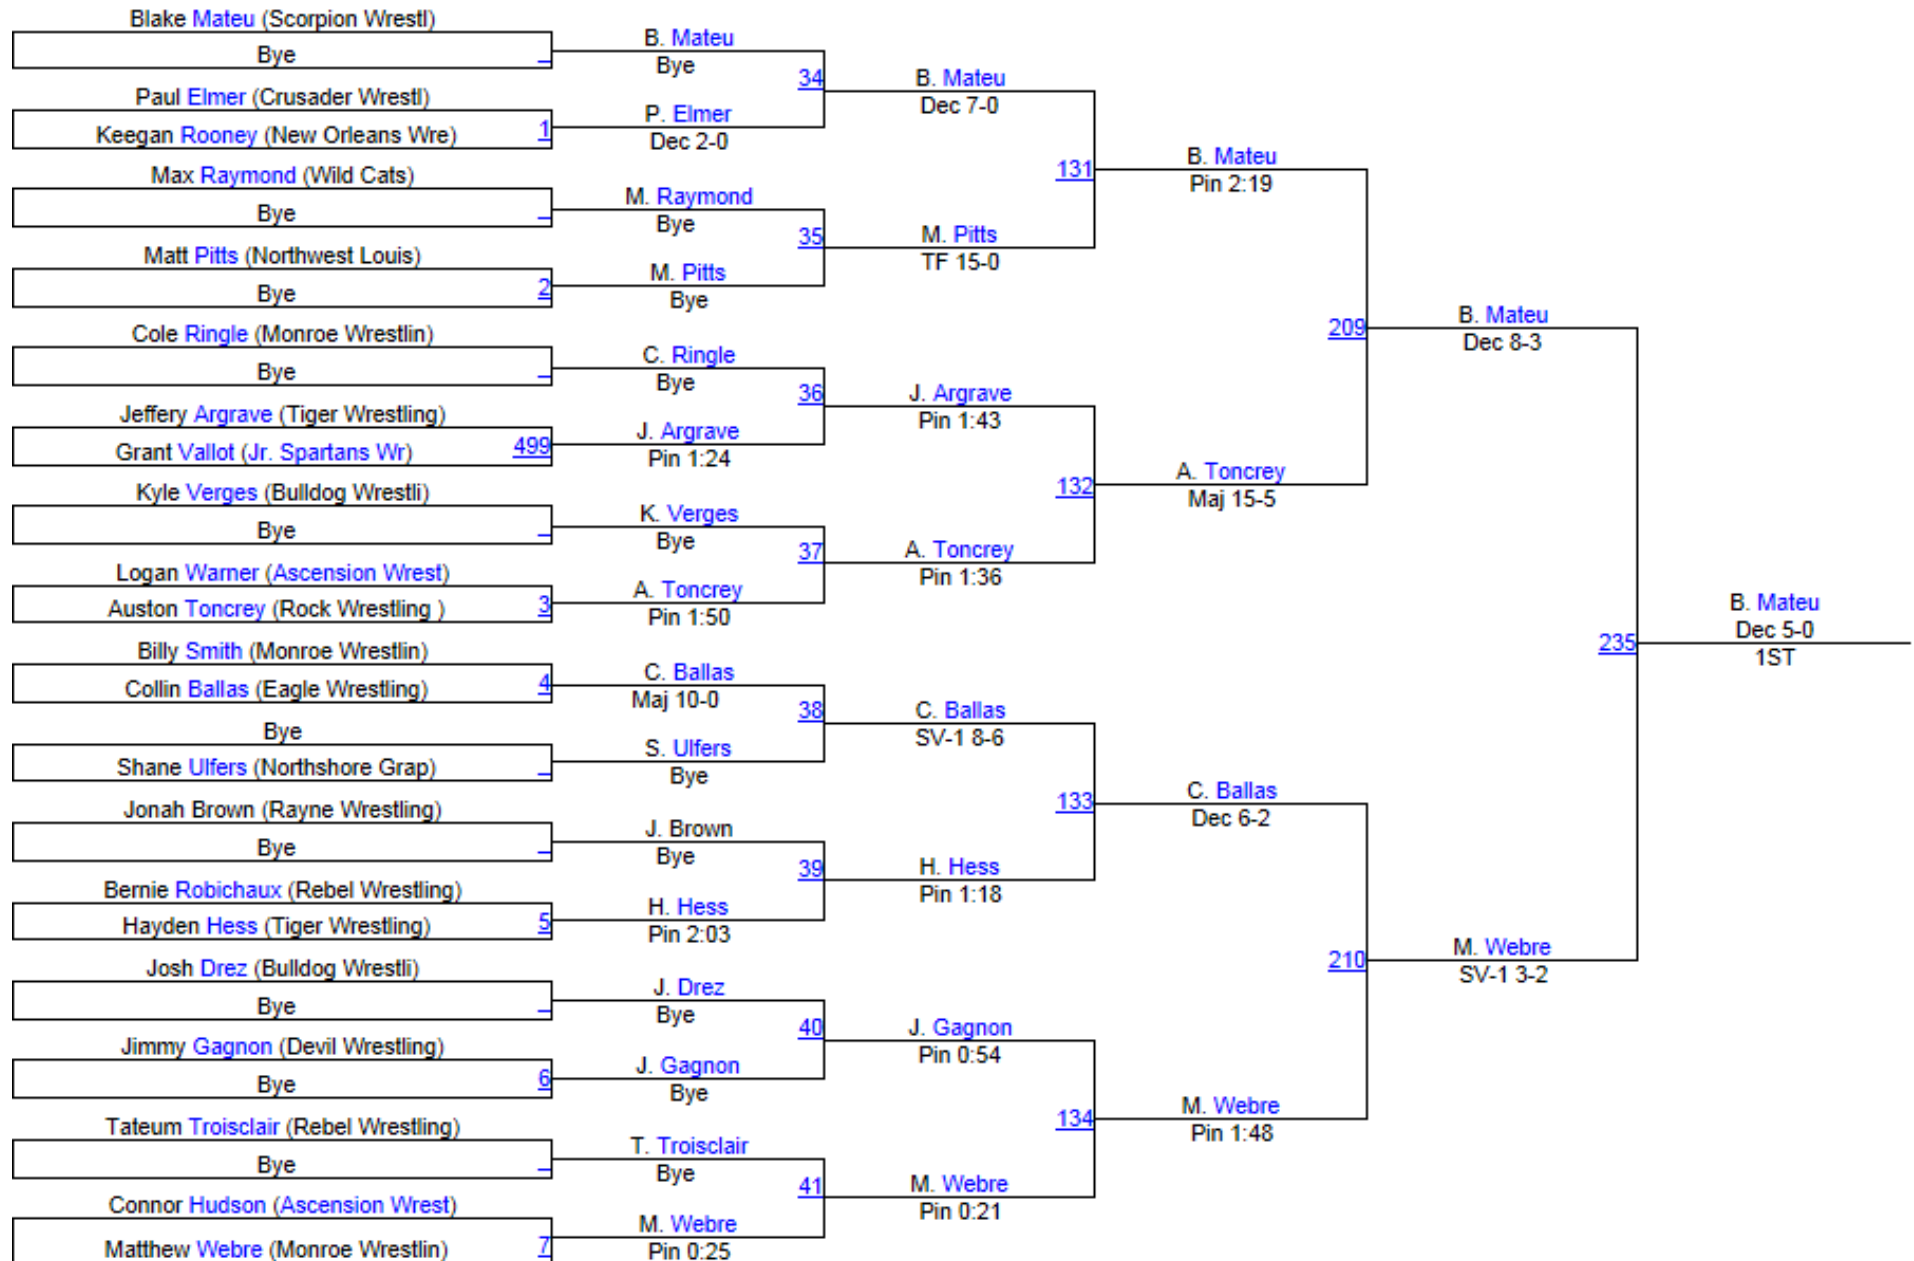 Blake Mateu (Scorpion Wrestl)
Bye
Paul Elmer (Crusader Wrestl)
Keegan Rooney (New Orleans Wre) 1
Max Raymond (Wild Cats)
Bye
Matt Pitts (Northwest Louis)
Bye 2
Cole Ringle (Monroe Wrestlin)
Bye
Jeffery Argrave (Tiger Wrestling)
Grant Vallot (Jr. Spartans Wr) 499
Kyle Verges (Bulldog Wrestli)
Bye
Logan Warner (Ascension Wrest)
Auston Toncrey (Rock Wrestling ) 3
Billy Smith (Monroe Wrestlin)
Collin Ballas (Eagle Wrestling) 4
Bye
Shane Ulfers (Northshore Grap)
Jonah Brown (Rayne Wrestling)
Bye
Bernie Robichaux (Rebel Wrestling)
Hayden Hess (Tiger Wrestling) 5
Josh Drez (Bulldog Wrestli)
Bye
Jimmy Gagnon (Devil Wrestling)
Bye 6
Tateum Troisclair (Rebel Wrestling)
Bye
Connor Hudson (Ascension Wrest)
Matthew Webre (Monroe Wrestlin) 7
B. Mateu
Bye
34
P. Elmer
Dec 2-0
M. Raymond
Bye
35
M. Pitts
Bye
C. Ringle
Bye
36
J. Argrave
Pin 1:24
K. Verges
Bye
37
A. Toncrey
Pin 1:50
C. Ballas
Maj 10-0
38
S. Ulfers
Bye
J. Brown
Bye
39
H. Hess
Pin 2:03
J. Drez
Bye
40
J. Gagnon
Bye
T. Troisclair
Bye
41
M. Webre
Pin 0:25
B. Mateu
Dec 7-0
131
M. Pitts
TF 15-0
J. Argrave
Pin 1:43
132
A. Toncrey
Pin 1:36
C. Ballas
SV-1 8-6
133
H. Hess
Pin 1:18
J. Gagnon
Pin 0:54
134
M. Webre
Pin 0:21
B. Mateu
Pin 2:19
209
A. Toncrey
Maj 15-5
C. Ballas
Dec 6-2
210
M. Webre
Pin 1:48
B. Mateu
Dec 8-3
235
M. Webre
SV-1 3-2
B. Mateu
Dec 5-0
1ST